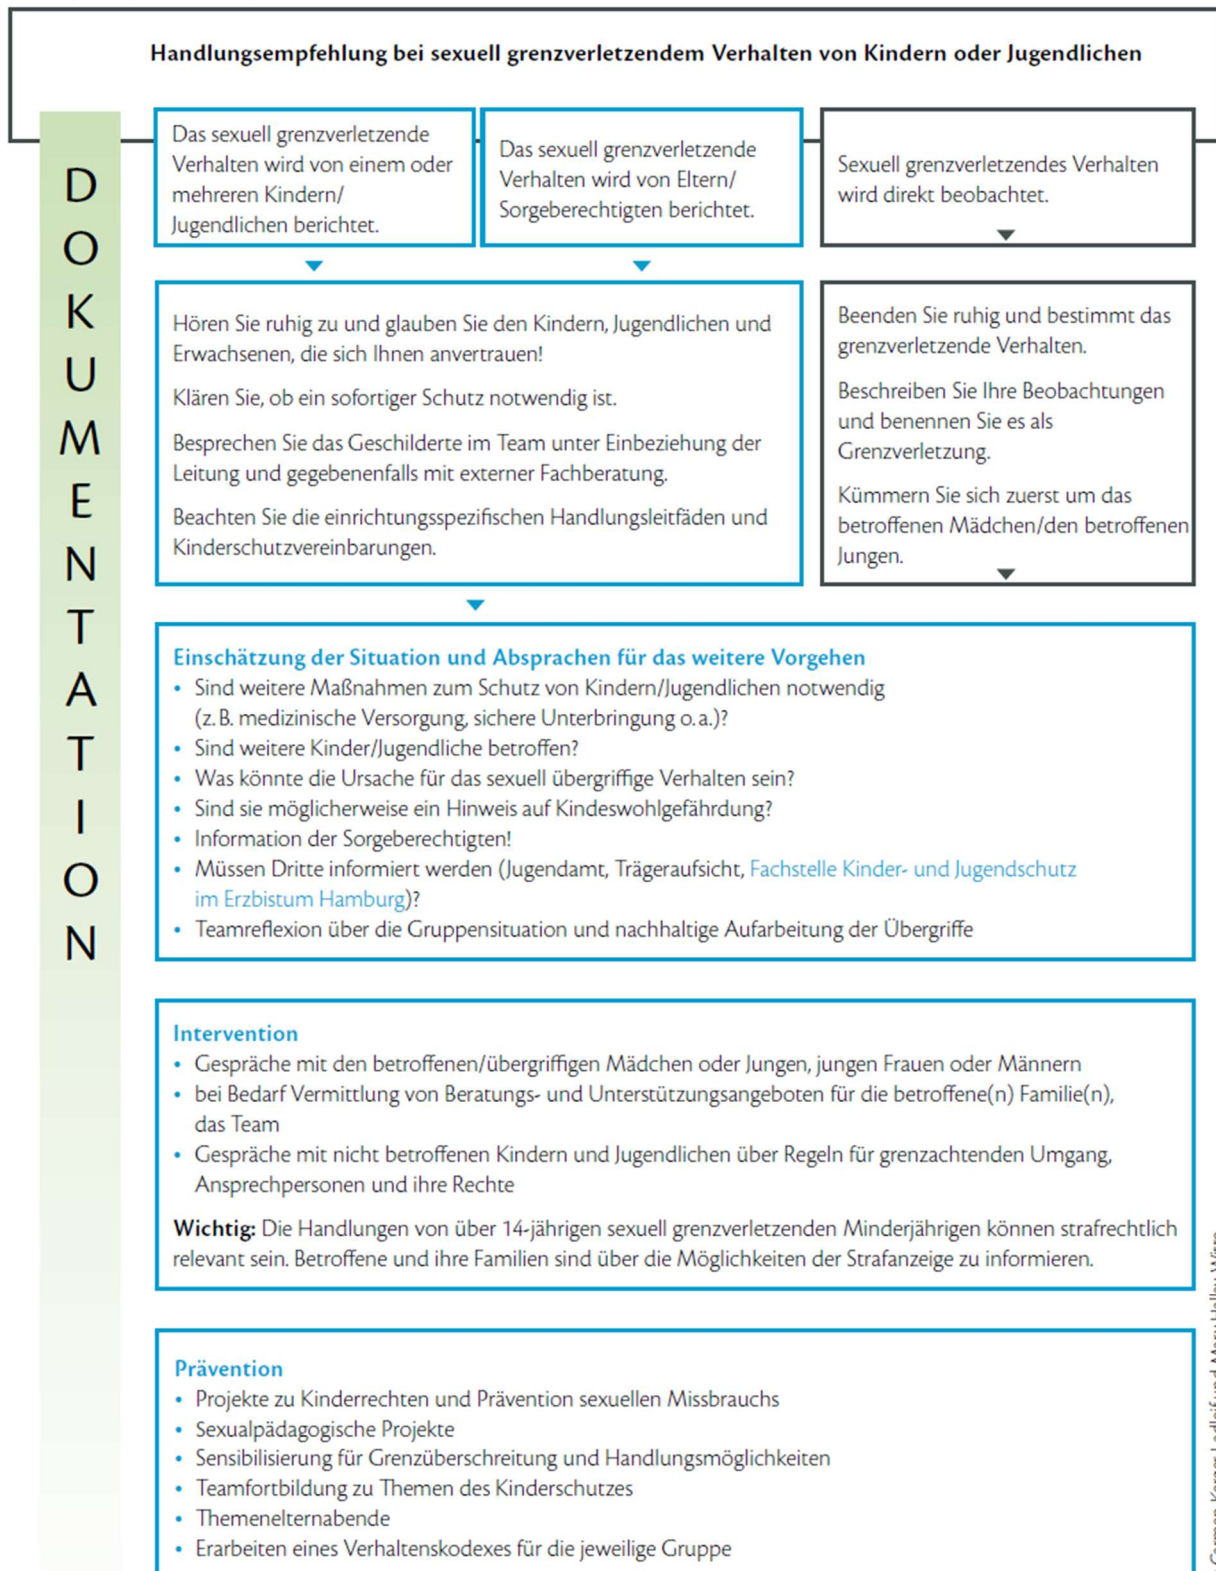 Handlungsempfehlung bei sexuell grenzverletzendem Verhalten von Kindern oder Jugendlichen
DOKUMENTATION
Das sexuell grenzverletzende
Verhalten wird von einem oder
mehreren Kindern/
Jugendlichen berichtet.
Das sexuell grenzverletzende
Verhalten wird von Eltern/
Sorgeberechtigten berichtet.
Sexuell grenzverletzendes Verhalten
wird direkt beobachtet.
Hören Sie ruhig zu und glauben Sie den Kindern, Jugendlichen und
Erwachsenen, die sich Ihnen anvertrauen!
Klären Sie, ob ein sofortiger Schutz notwendig ist.
Besprechen Sie das Geschilderte im Team unter Einbeziehung der
Leitung und gegebenenfalls mit externer Fachberatung.
Beachten Sie die einrichtungsspezifischen Handlungsleitfäden und
Kinderschutzvereinbarungen.
Beenden Sie ruhig und bestimmt das
grenzverletzende Verhalten.
Beschreiben Sie Ihre Beobachtungen
und benennen Sie es als
Grenzverletzung.
Kümmern Sie sich zuerst um das
betroffenen Mädchen/den betroffenen
Jungen.
Einschätzung der Situation und Absprachen für das weitere Vorgehen
• Sind weitere Maßnahmen zum Schutz von Kindern/Jugendlichen notwendig
(z. B. medizinische Versorgung, sichere Unterbringung o. a.)?
• Sind weitere Kinder/Jugendliche betroffen?
• Was könnte die Ursache für das sexuell übergriffige Verhalten sein?
• Sind sie möglicherweise ein Hinweis auf Kindeswohlgefährdung?
• Information der Sorgeberechtigten!
• Müssen Dritte informiert werden (Jugendamt, Trägeraufsicht, Fachstelle Kinder- und Jugendschutz
im Erzbistum Hamburg)?
• Teamreflexion über die Gruppensituation und nachhaltige Aufarbeitung der Übergriffe
Intervention
• Gespräche mit den betroffenen/übergriffigen Mädchen oder Jungen, jungen Frauen oder Männern
• bei Bedarf Vermittlung von Beratungs- und Unterstützungsangeboten für die betroffene(n) Familie(n),
das Team
• Gespräche mit nicht betroffenen Kindern und Jugendlichen über Regeln für grenzachtenden Umgang,
Ansprechpersonen und ihre Rechte
Wichtig: Die Handlungen von über 14-jährigen sexuell grenzverletzenden Minderjährigen können strafrechtlich
relevant sein. Betroffene und ihre Familien sind über die Möglichkeiten der Strafanzeige zu informieren.
Prävention
• Projekte zu Kinderrechten und Prävention sexuellen Missbrauchs
• Sexualpädagogische Projekte
• Sensibilisierung für Grenzüberschreitung und Handlungsmöglichkeiten
• Teamfortbildung zu Themen des Kinderschutzes
• Themenelternabende
• Erarbeiten eines Verhaltenskodexes für die jeweilige Gruppe